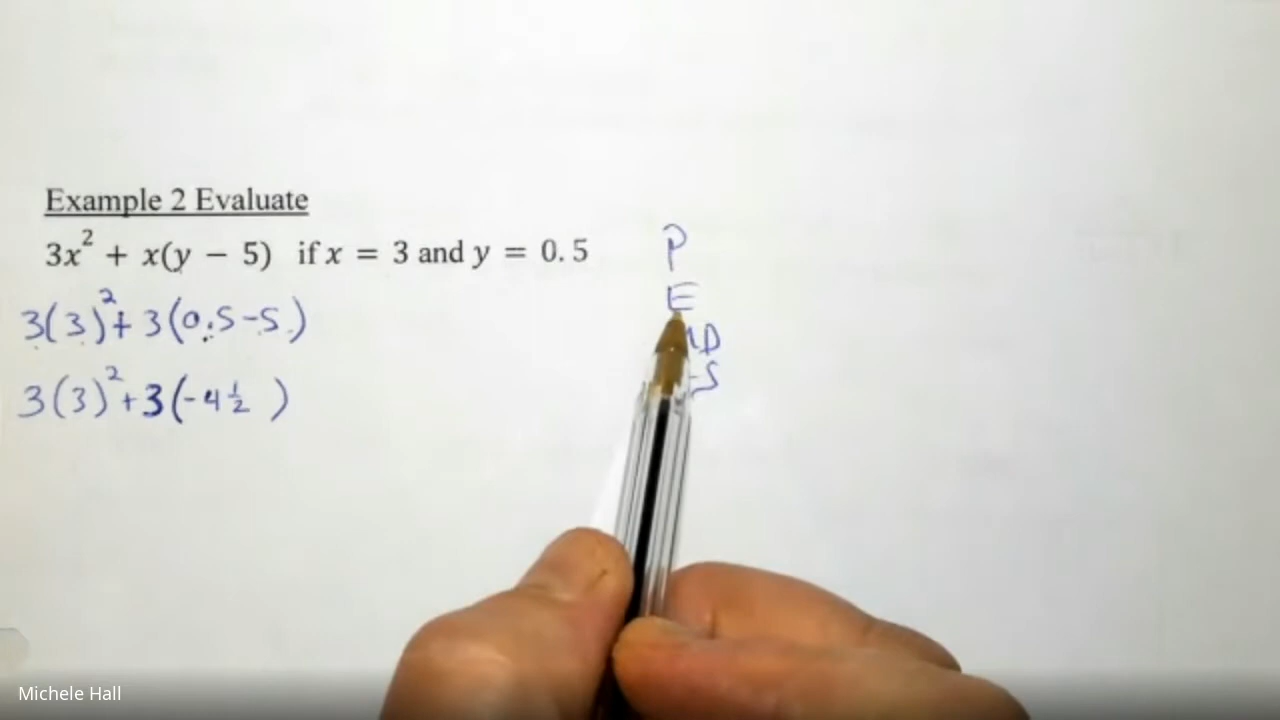 Example 2 Evaluate
3x² + x(y − 5) if x = 3 and y = 0.5
3(3)²+ 3(0.5-5)
3(3)²+3(-4½ )
P
E
D
-S
Michele Hall